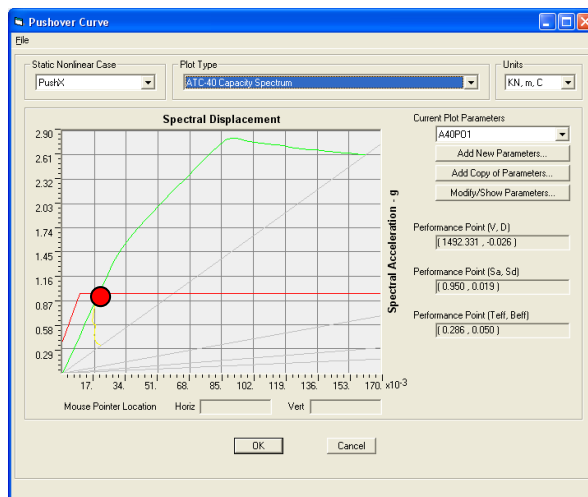 Pushover Curve
File
Static Nonlinear Case
PushX
Plot Type
ATC-40 Capacity Spectrum
Units
KN, m, C
Spectral Displacement
2.90
2.61
2.32
2.03
1.74
1.45
1.16
0.87
0.58
0.29
17. 34. 51. 68. 85. 102. 119. 136. 153. 170. x10-3
Spectral Acceleration - g
Mouse Pointer Location Horiz Vert
Current Plot Parameters
A40PO1
Add New Parameters...
Add Copy of Parameters...
Modify/Show Parameters...
Performance Point (V, D)
( 1492.331 , -0.026 )
Performance Point (Sa, Sd)
( 0.950 , 0.019 )
Performance Point (Teff, Beff)
( 0.286 , 0.050 )
OK Cancel